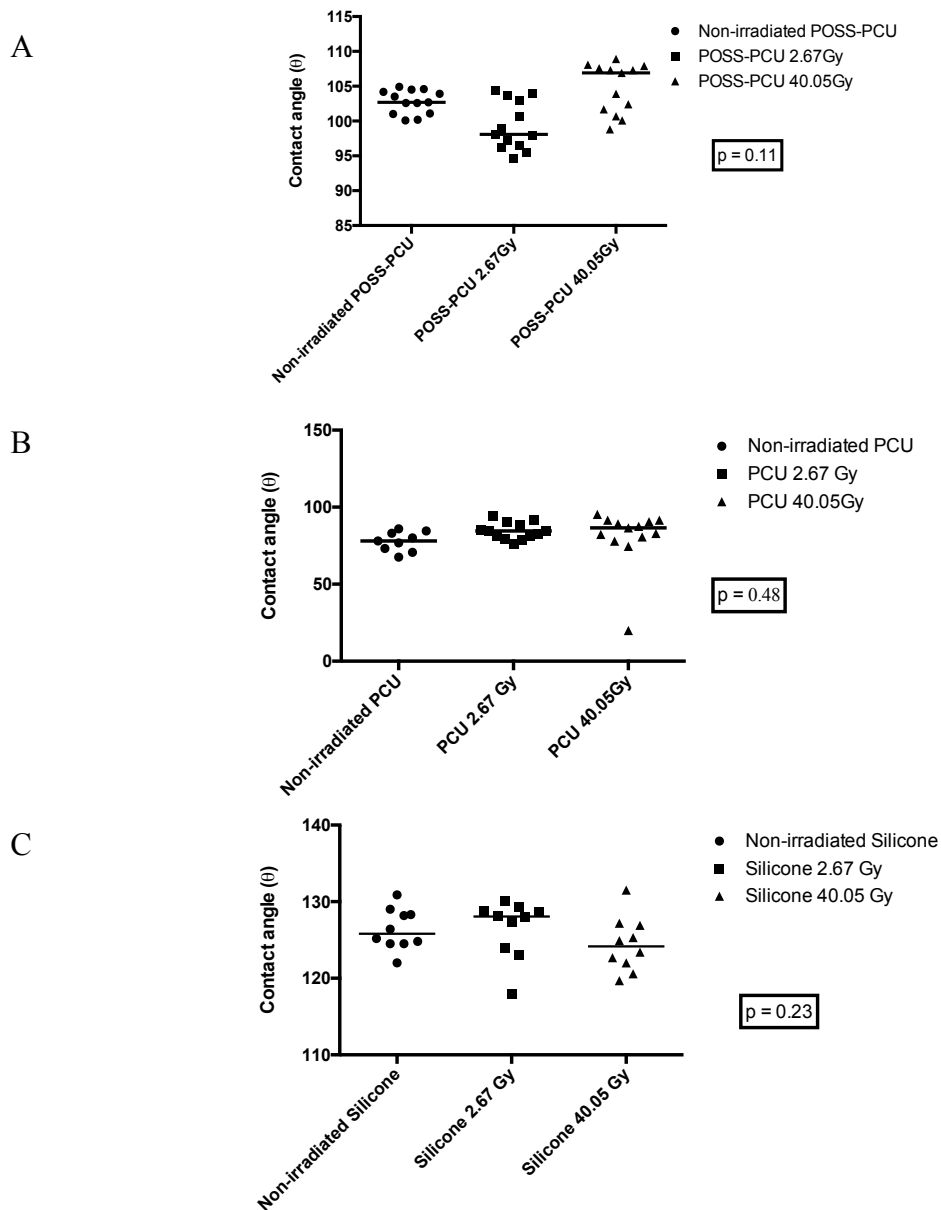 A
Contact angle (θ)
115
110
105
100
95
90
85
Non-irradiated POSS-PCU
POSS-PCU 2.67Gy
POSS-PCU 40.05Gy
Non-irradiated POSS-PCU
POSS-PCU 2.67Gy
POSS-PCU 40.05Gy
p = 0.11
B
Contact angle (θ)
150
100
50
0
Non-irradiated PCU
PCU 2.67 Gy
PCU 40.05Gy
Non-irradiated PCU
PCU 2.67 Gy
PCU 40.05Gy
p = 0.48
C
Contact angle (θ)
140
130
120
110
Non-irradiated Silicone
Silicone 2.67 Gy
Silicone 40.05 Gy
Non-irradiated Silicone
Silicone 2.67 Gy
Silicone 40.05 Gy
p = 0.23